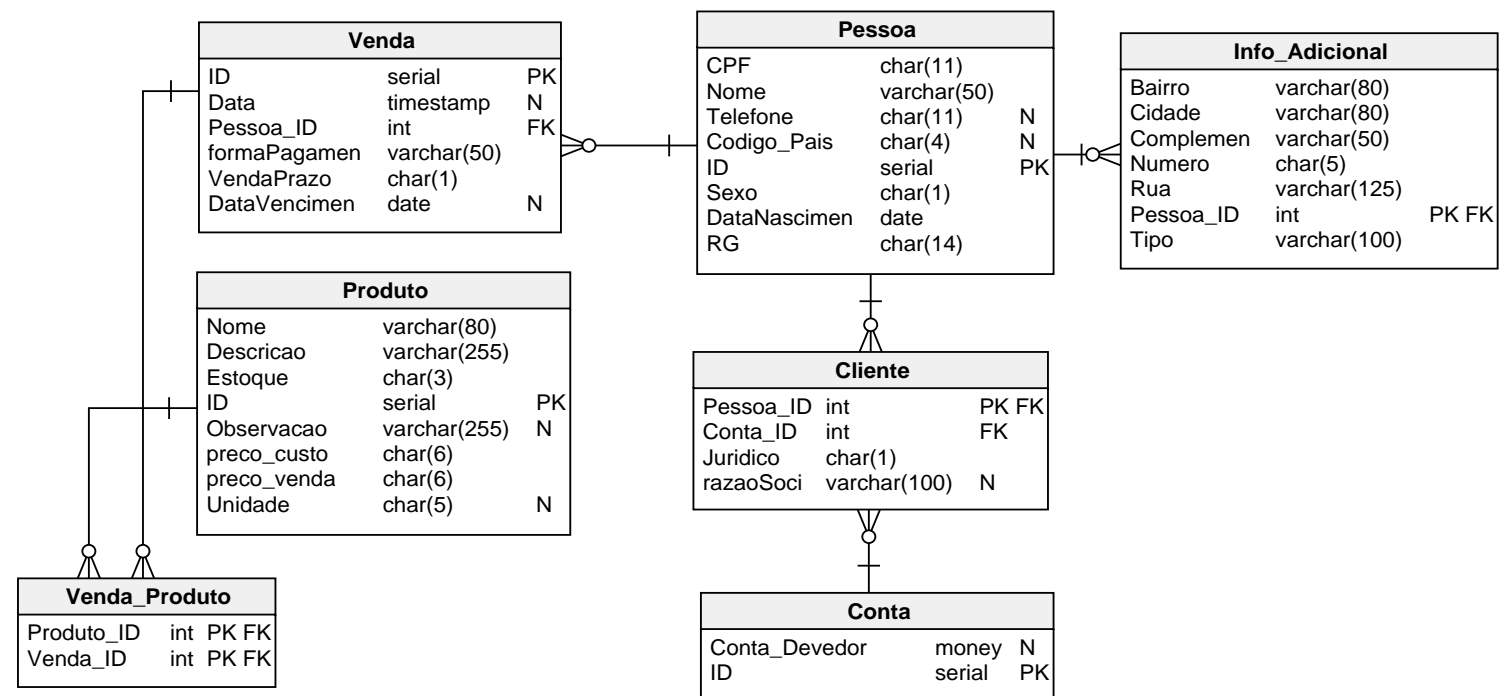 Venda
ID serial PK
Data timestamp N
Pessoa_ID int FK
formaPagamen varchar(50)
VendaPrazo char(1)
DataVencimen date N
Pessoa
CPF char(11)
Nome varchar(50)
Telefone char(11) N
Codigo_Pais char(4) N
ID serial PK
Sexo char(1)
DataNascimen date
RG char(14)
Info_Adicional
Bairro varchar(80)
Cidade varchar(80)
Complemen varchar(50)
Numero char(5)
Rua varchar(125)
Pessoa_ID int PK FK
Tipo varchar(100)
Produto
Nome varchar(80)
Descricao varchar(255)
Estoque char(3)
ID serial PK
Observacao varchar(255) N
preco_custo char(6)
preco_venda char(6)
Unidade char(5) N
Cliente
Pessoa_ID int PK FK
Conta_ID int FK
Juridico char(1)
razaoSoci varchar(100) N
Venda_Produto
Produto_ID int PK FK
Venda_ID int PK FK
Conta
Conta_Devedor money N
ID serial PK